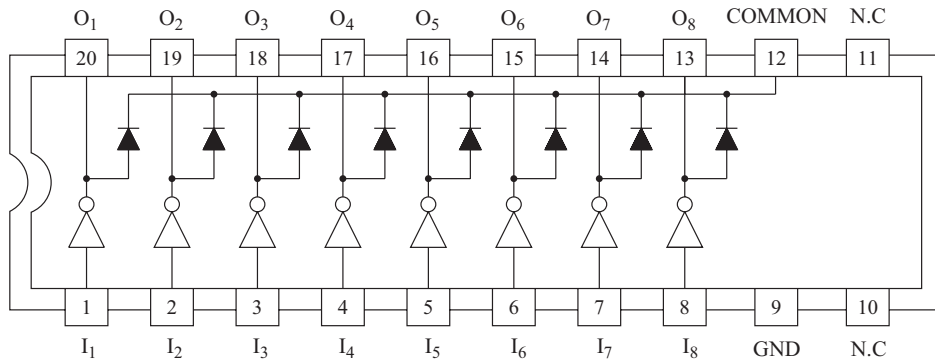 O₁ O₂ O₃ O₄ O₅ O₆ O₇ O₈ COMMON N.C
20 19 18 17 16 15 14 13 12 11
1 2 3 4 5 6 7 8 9 10
I₁ I₂ I₃ I₄ I₅ I₆ I₇ I₈ GND N.C